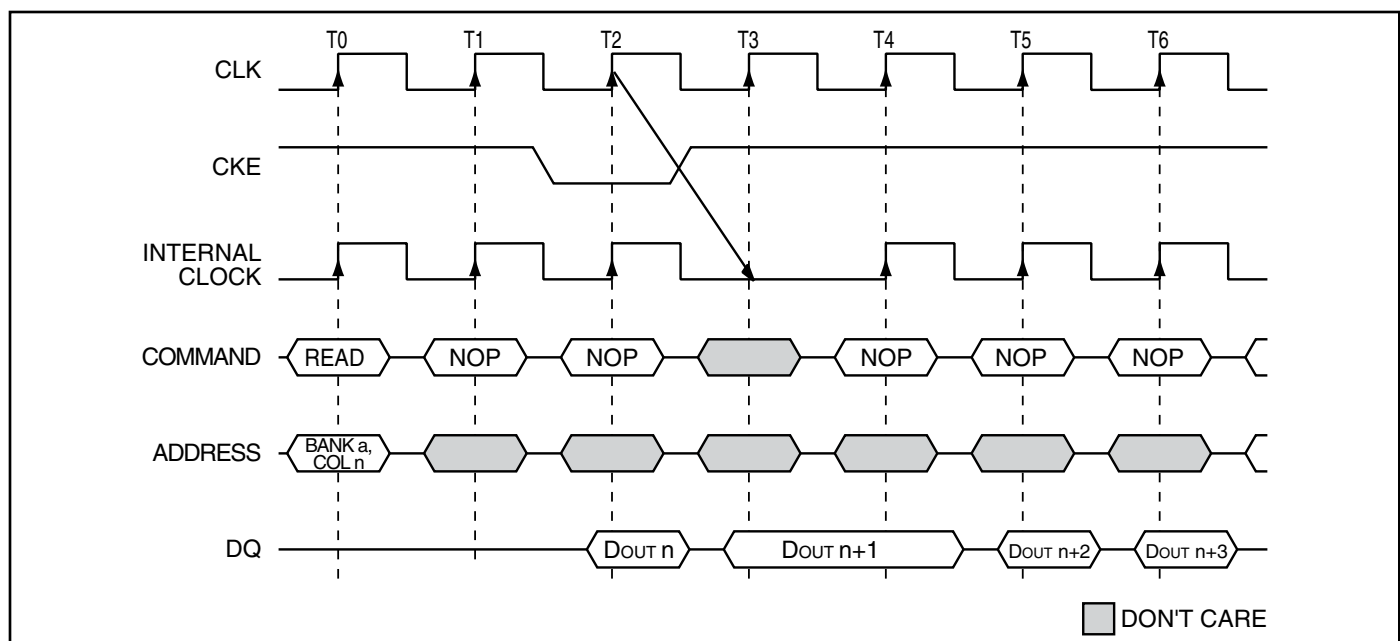 T0 T1 T2 T3 T4 T5 T6
CLK
CKE
INTERNAL
CLOCK
COMMAND READ NOP NOP NOP NOP NOP
ADDRESS BANK a,
COL n
DQ DOUT n DOUT n+1 DOUT n+2 DOUT n+3
DON'T CARE